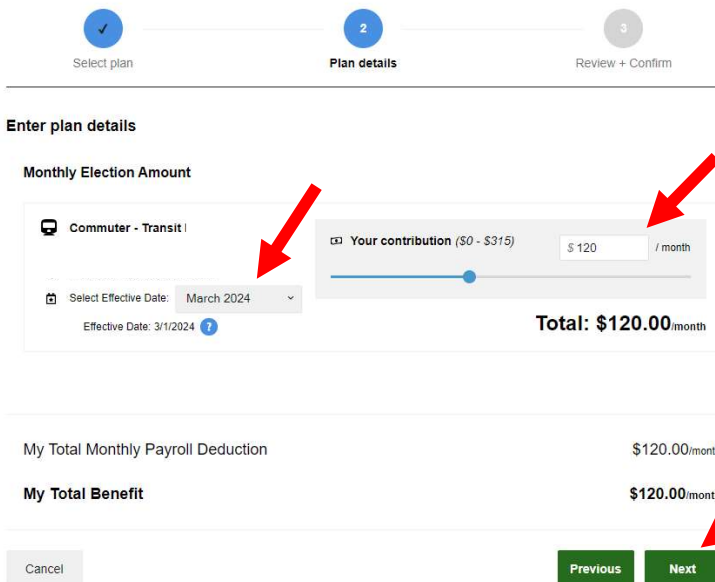 ✓ 2 3
Select plan Plan details Review + Confirm
Enter plan details
Monthly Election Amount
Commuter - Transit
Your contribution ($0 - $315) $ 120 / month
Select Effective Date: March 2024
Effective Date: 3/1/2024 ?
Total: $120.00/month
My Total Monthly Payroll Deduction $120.00/mont
My Total Benefit $120.00/mont
Cancel Previous Next